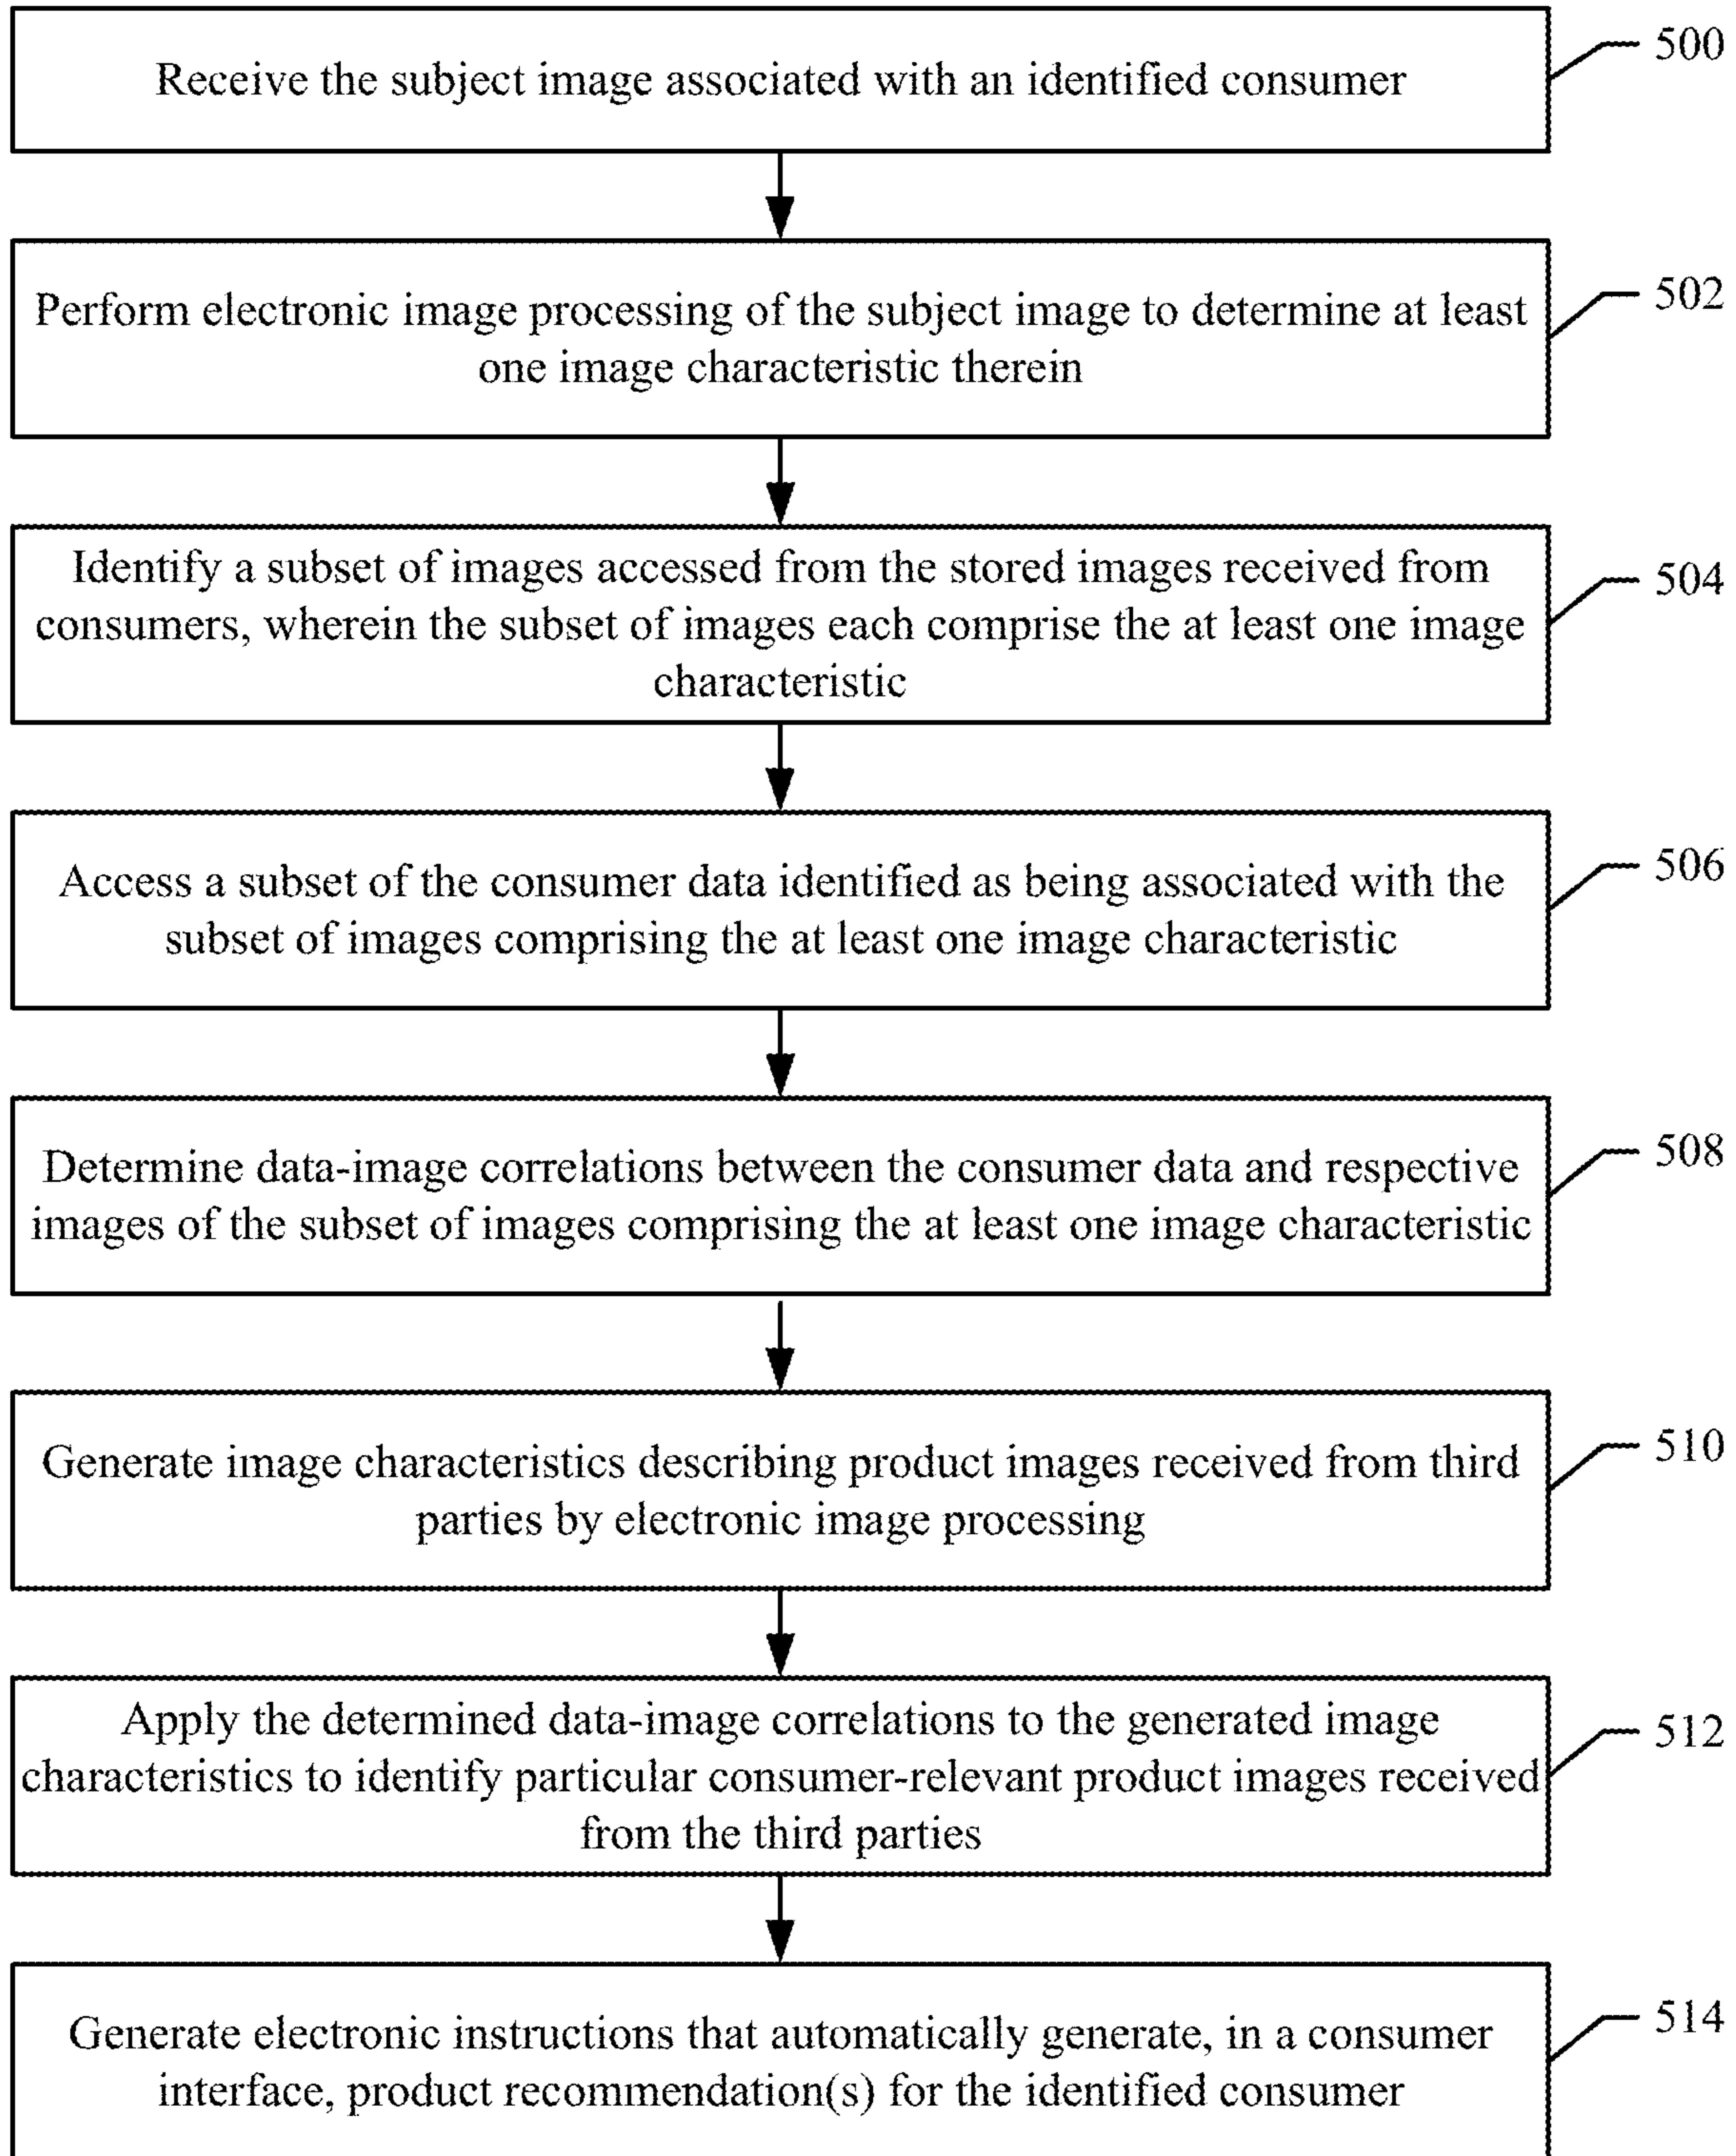 Receive the subject image associated with an identified consumer
500
Perform electronic image processing of the subject image to determine at least
one image characteristic therein
502
Identify a subset of images accessed from the stored images received from
consumers, wherein the subset of images each comprise the at least one image
characteristic
504
Access a subset of the consumer data identified as being associated with the
subset of images comprising the at least one image characteristic
506
Determine data-image correlations between the consumer data and respective
images of the subset of images comprising the at least one image characteristic
508
Generate image characteristics describing product images received from third
parties by electronic image processing
510
Apply the determined data-image correlations to the generated image
characteristics to identify particular consumer-relevant product images received
from the third parties
512
Generate electronic instructions that automatically generate, in a consumer
interface, product recommendation(s) for the identified consumer
514